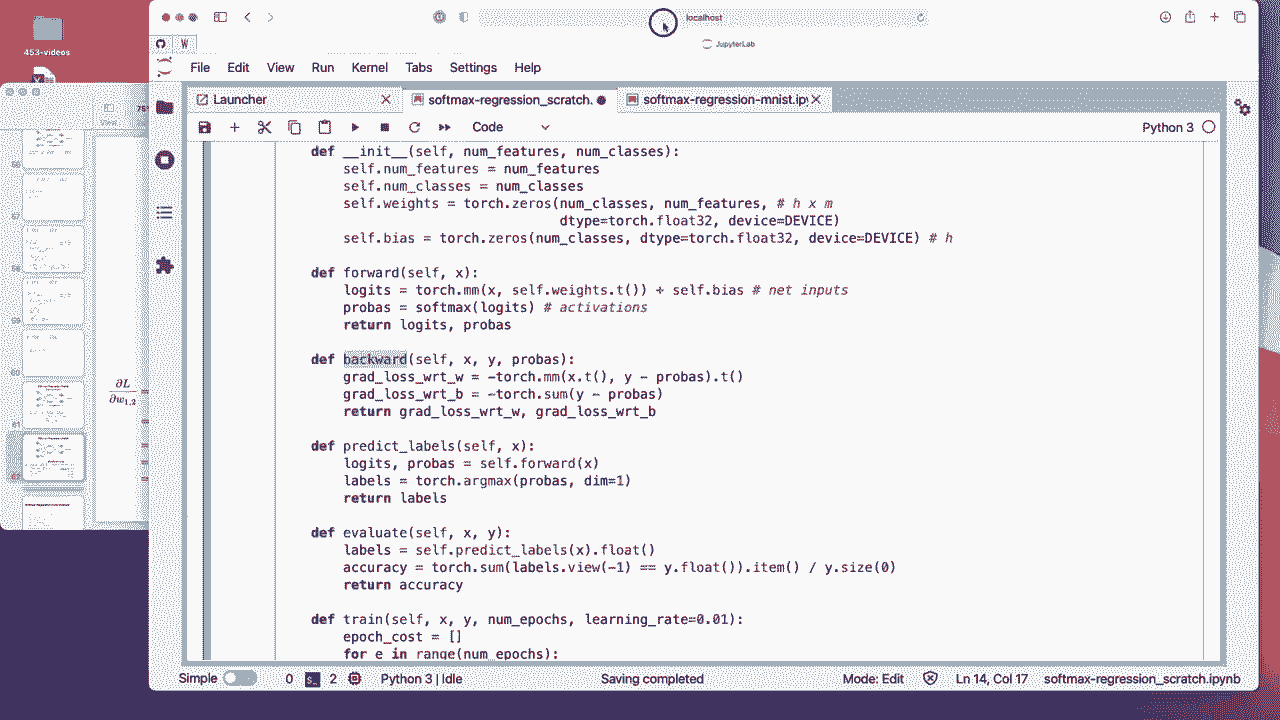 453-videos
localhost
W
JupyterLab
File Edit View Run Kernel Tabs Settings Help
Launcher
softmax-regression_scratch.
softmax-regression-mnist.ip
Code
Python 3
def __init__(self, num_features, num_classes):
self.num_features = num_features
self.num_classes = num_classes
self.weights = torch.zeros(num_classes, num_features, # h x m
dtype=torch.float32, device=DEVICE)
self.bias = torch.zeros(num_classes, dtype=torch.float32, device=DEVICE) # h
def forward(self, x):
logits = torch.mm(x, self.weights.t()) + self.bias # net inputs
probas = softmax(logits) # activations
return logits, probas
def backward(self, x, y, probas):
grad_loss_wrt_w = -torch.mm(x.t(), y - probas).t()
grad_loss_wrt_b = -torch.sum(y - probas)
return grad_loss_wrt_w, grad_loss_wrt_b
∂L
∂w1,2
def predict_labels(self, x):
logits, probas = self.forward(x)
labels = torch.argmax(probas, dim=1)
return labels
def evaluate(self, x, y):
labels = self.predict_labels(x).float()
accuracy = torch.sum(labels.view(-1) == y.float()).item() / y.size(0)
return accuracy
def train(self, x, y, num_epochs, learning_rate=0.01):
epoch_cost = []
for e in range(num_epochs):
Simple 0 2 Python 3 | Idle Saving completed Mode: Edit Ln 14, Col 17 softmax-regression_scratch.ipynb